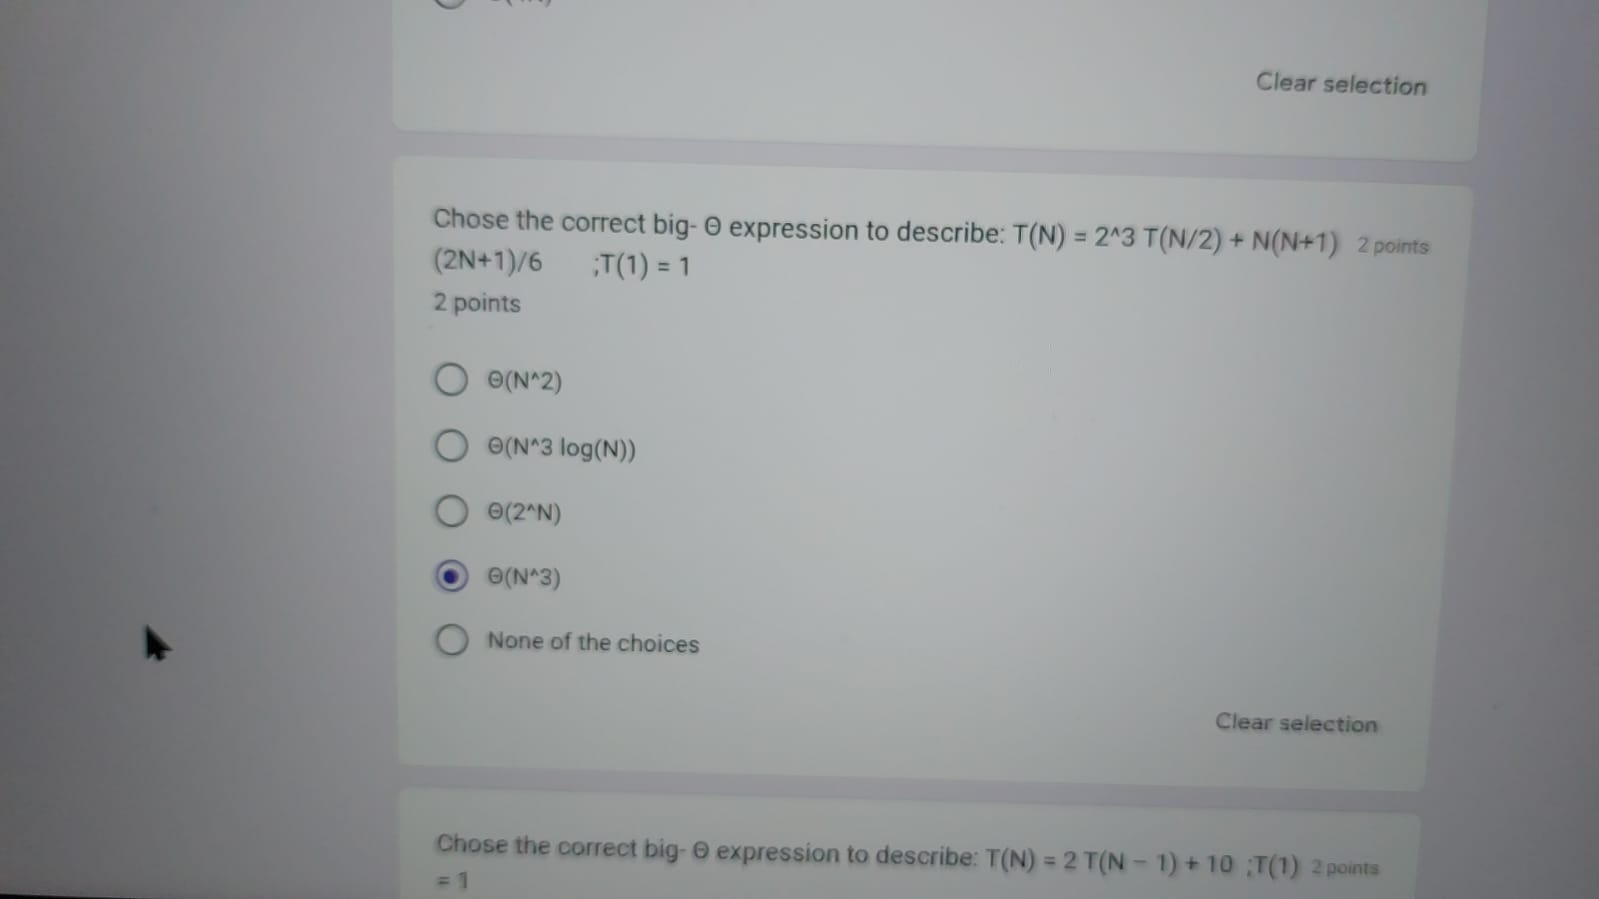 Clear selection
Chose the correct big- Θ expression to describe: T(N) = 2^3 T(N/2) + N(N+1) 2 points
(2N+1)/6 ;T(1) = 1
2 points
Θ(N^2)
Θ(N^3 log(N))
Θ(2^N)
Θ(N^3)
None of the choices
Clear selection
Chose the correct big- Θ expression to describe: T(N) = 2 T(N – 1) + 10 ;T(1) 2 points
= 1